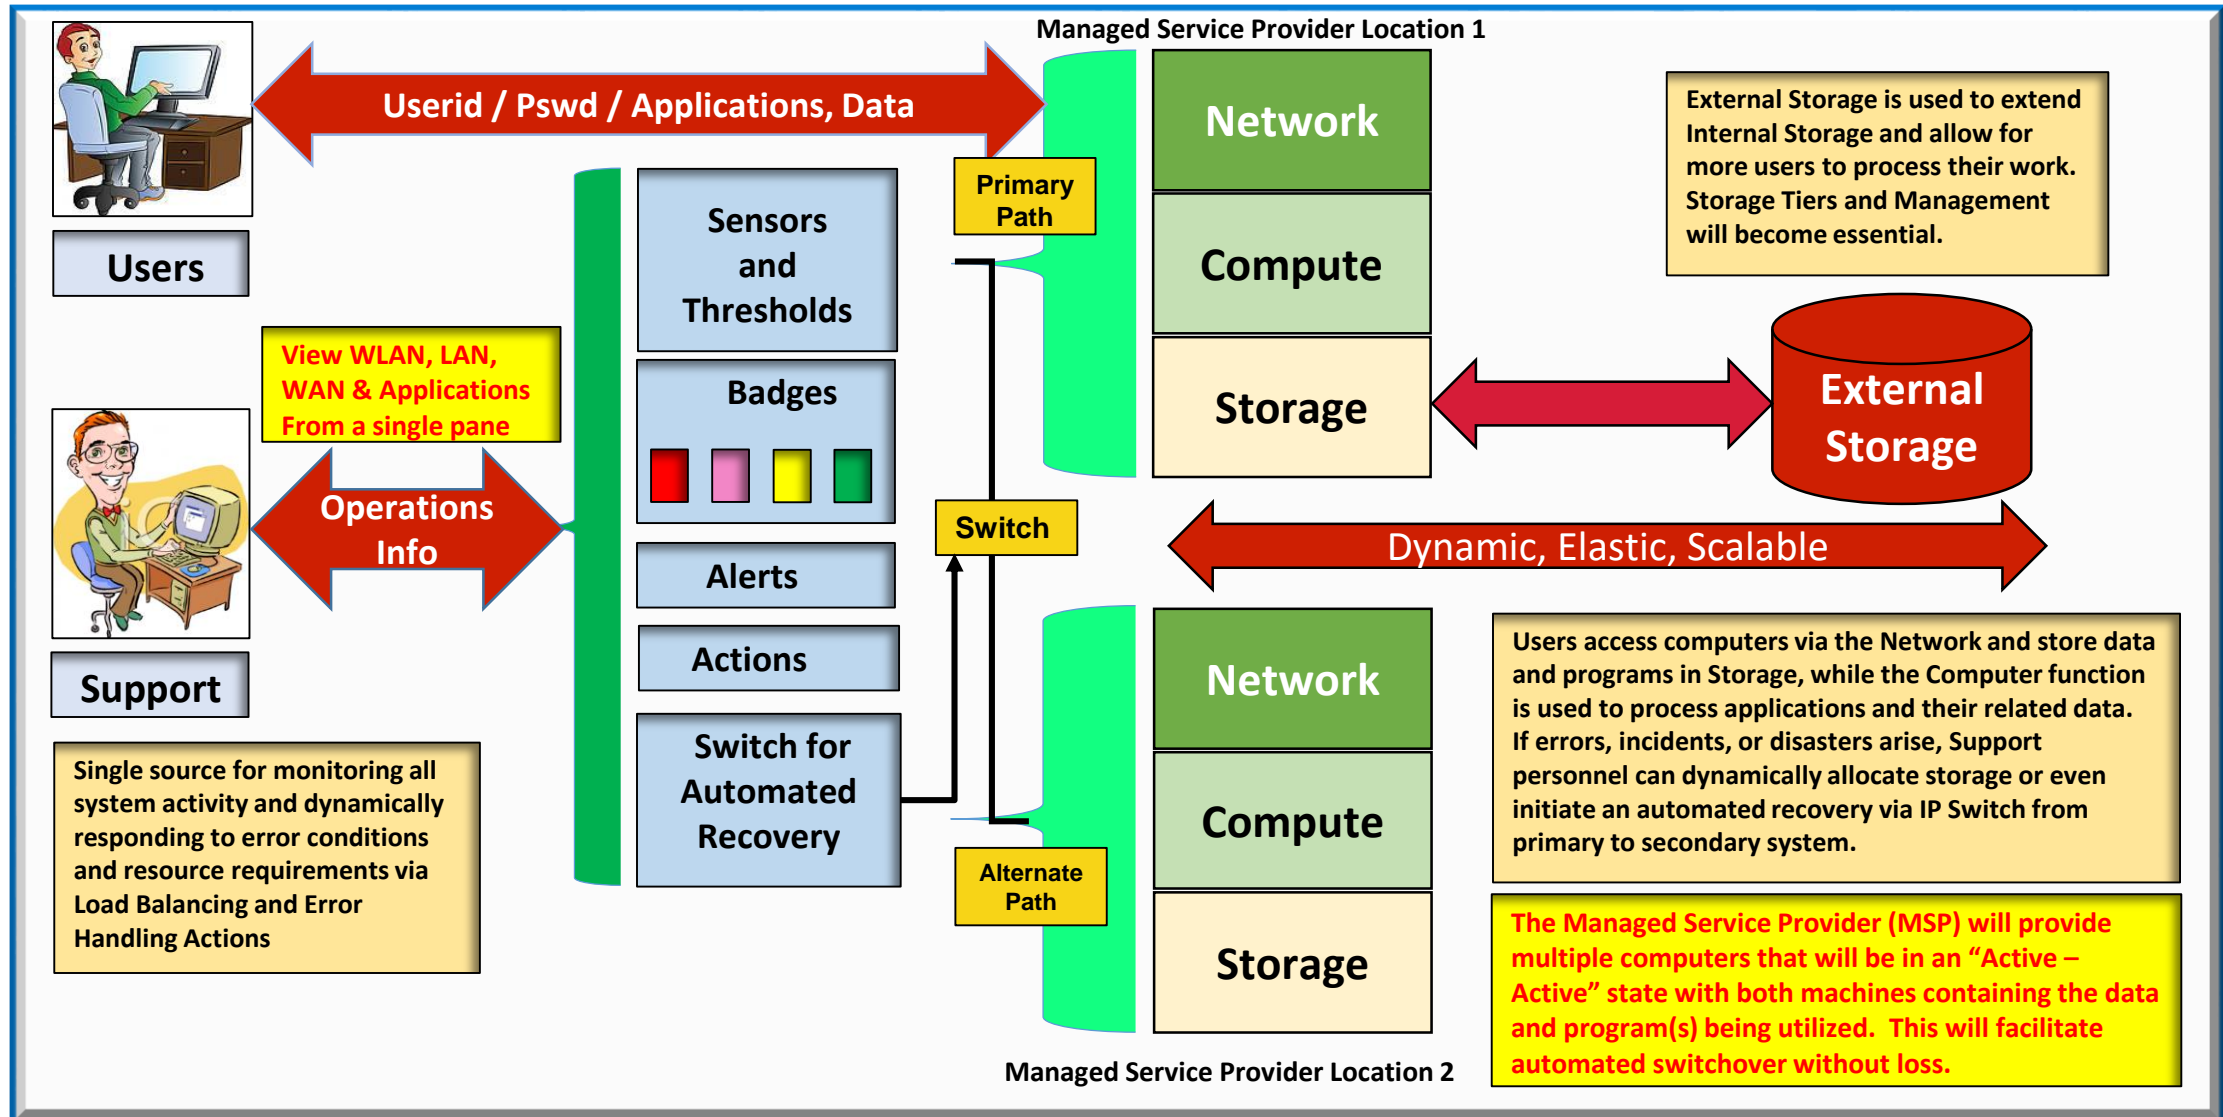 Managed Service Provider Location 1
Userid / Pswd / Applications, Data
Users
Primary
Path
Network
Compute
Storage
External Storage is used to extend
Internal Storage and allow for
more users to process their work.
Storage Tiers and Management
will become essential.
External
Storage
View WLAN, LAN,
WAN & Applications
From a single pane
Operations
Info
Support
Single source for monitoring all
system activity and dynamically
responding to error conditions
and resource requirements via
Load Balancing and Error
Handling Actions
Sensors
and
Thresholds
Badges
Alerts
Actions
Switch for
Automated
Recovery
Switch
Dynamic, Elastic, Scalable
Alternate
Path
Network
Compute
Storage
Managed Service Provider Location 2
Users access computers via the Network and store data
and programs in Storage, while the Computer function
is used to process applications and their related data.
If errors, incidents, or disasters arise, Support
personnel can dynamically allocate storage or even
initiate an automated recovery via IP Switch from
primary to secondary system.
The Managed Service Provider (MSP) will provide
multiple computers that will be in an “Active –
Active” state with both machines containing the data
and program(s) being utilized.  This will facilitate
automated switchover without loss.